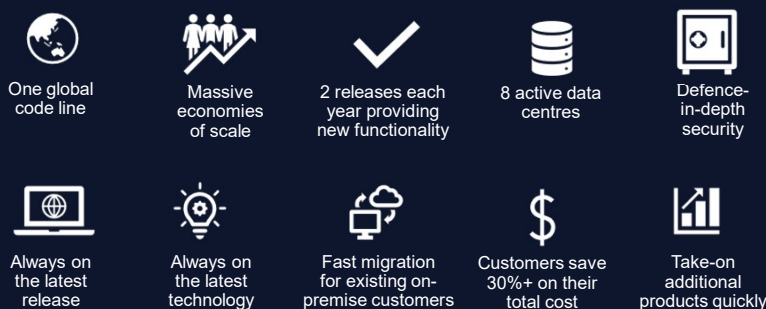 One global
code line
Massive
economies
of scale
2 releases each
year providing
new functionality
8 active data
centres
Defence-
in-depth
security
Always on
the latest
release
Always on
the latest
technology
Fast migration
for existing on-
premise customers
Customers save
30%+ on their
total cost
Take-on
additional
products quickly